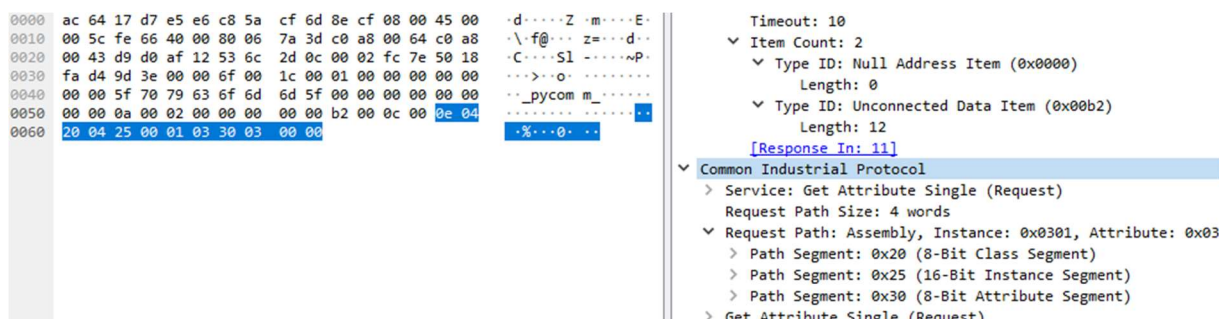 0000 ac 64 17 d7 e5 e6 c8 5a cf 6d 8e cf 08 00 45 00 ·d·····Z ·m····E·
0010 00 5c fe 66 40 00 80 06 7a 3d c0 a8 00 64 c0 a8 ·\·f@··· z=···d··
0020 00 43 d9 d0 af 12 53 6c 2d 0c 00 02 fc 7e 50 18 ·C····Sl -····~P·
0030 fa d4 9d 3e 00 00 6f 00 1c 00 01 00 00 00 00 00 ···>··o· ········
0040 00 00 5f 70 79 63 6f 6d 6d 5f 00 00 00 00 00 00 ··_pycom m_······
0050 00 00 0a 00 02 00 00 00 00 00 b2 00 0c 00 0e 04 ········ ········
0060 20 04 25 00 01 03 30 03 00 00 ·%···0· ··
Timeout: 10
Item Count: 2
Type ID: Null Address Item (0x0000)
Length: 0
Type ID: Unconnected Data Item (0x00b2)
Length: 12
[Response In: 11]
Common Industrial Protocol
Service: Get Attribute Single (Request)
Request Path Size: 4 words
Request Path: Assembly, Instance: 0x0301, Attribute: 0x03
Path Segment: 0x20 (8-Bit Class Segment)
Path Segment: 0x25 (16-Bit Instance Segment)
Path Segment: 0x30 (8-Bit Attribute Segment)
Get Attribute Single (Request)